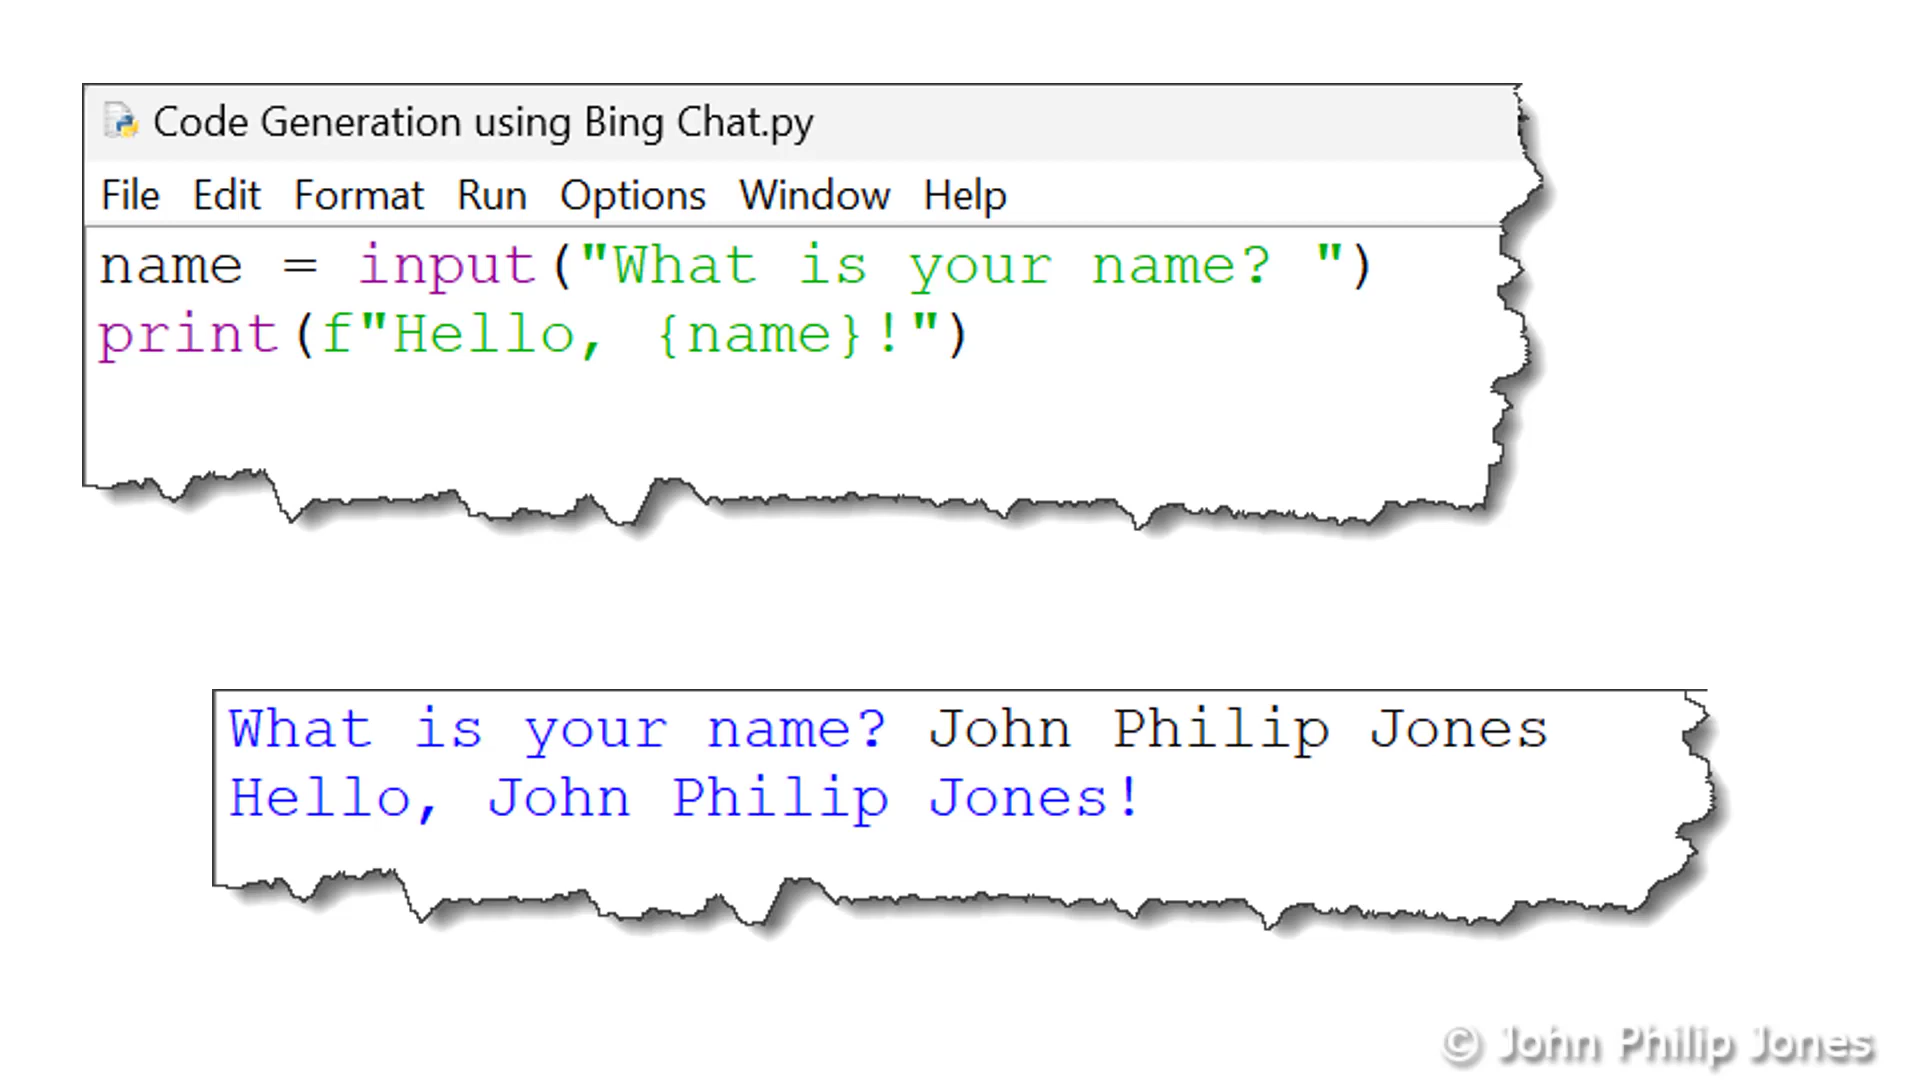 Code Generation using Bing Chat.py
File Edit Format Run Options Window Help
name = input("What is your name? ")
print(f"Hello, {name}!")
What is your name? John Philip Jones
Hello, John Philip Jones!
© John Philip Jones